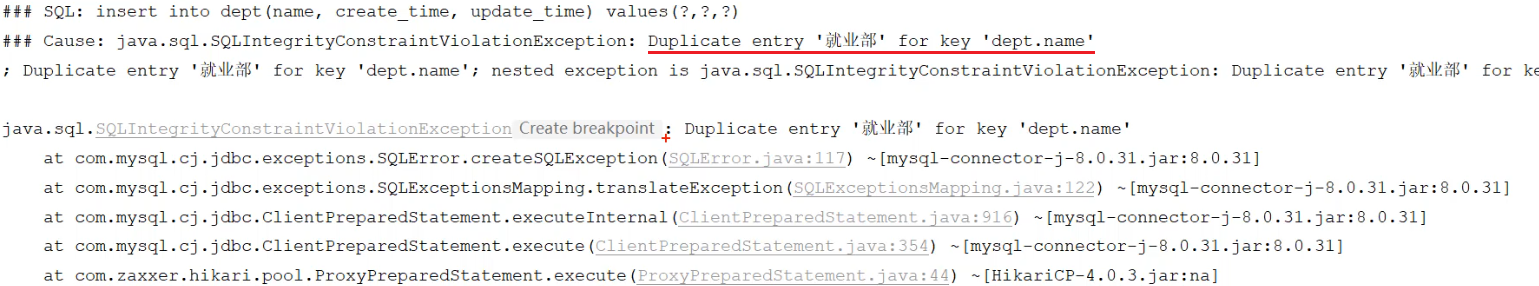 ### SQL: insert into dept(name, create_time, update_time) values(?,?,?)
### Cause: java.sql.SQLIntegrityConstraintViolationException: Duplicate entry '就业部' for key 'dept.name'
; Duplicate entry '就业部' for key 'dept.name'; nested exception is java.sql.SQLIntegrityConstraintViolationException: Duplicate entry '就业部' for ke
java.sql.SQLIntegrityConstraintViolationException Create breakpoint : Duplicate entry '就业部' for key 'dept.name'
at com.mysql.cj.jdbc.exceptions.SQLError.createSQLException(SQLError.java:117) ~[mysql-connector-j-8.0.31.jar:8.0.31]
at com.mysql.cj.jdbc.exceptions.SQLExceptionsMapping.translateException(SQLExceptionsMapping.java:122) ~[mysql-connector-j-8.0.31.jar:8.0.31]
at com.mysql.cj.jdbc.ClientPreparedStatement.executeInternal(ClientPreparedStatement.java:916) ~[mysql-connector-j-8.0.31.jar:8.0.31]
at com.mysql.cj.jdbc.ClientPreparedStatement.execute(ClientPreparedStatement.java:354) ~[mysql-connector-j-8.0.31.jar:8.0.31]
at com.zaxxer.hikari.pool.ProxyPreparedStatement.execute(ProxyPreparedStatement.java:44) ~[HikariCP-4.0.3.jar:na]